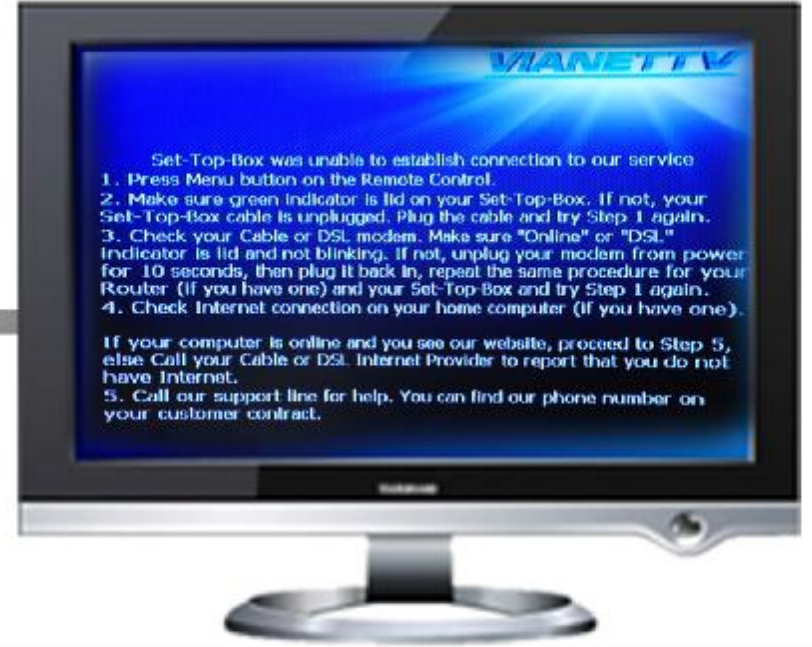 VIANETTV
Set-Top-Box was unable to establish connection to our service
1. Press Menu button on the Remote Control.
2. Make sure green indicator is lid on your Set-Top-Box. If not, your
Set-Top-Box cable is unplugged. Plug the cable and try Step 1 again.
3. Check your Cable or DSL modem. Make sure "Online" or "DSL"
Indicator is lid and not blinking. If not, unplug your modem from power
for 10 seconds, then plug it back in, repeat the same procedure for your
Router (if you have one) and your Set-Top-Box and try Step 1 again.
4. Check Internet connection on your home computer (if you have one).
If your computer is online and you see our website, proceed to Step 5,
else Call your Cable or DSL Internet Provider to report that you do not
have Internet.
5. Call our support line for help. You can find our phone number on
your customer contract.